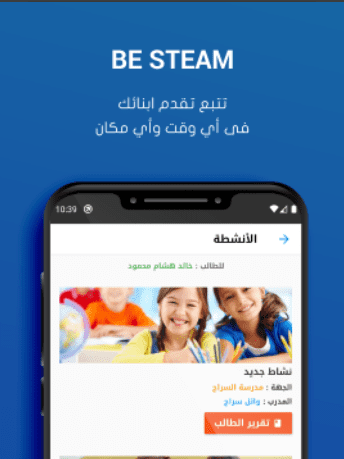 BE STEAM
تتبع تقدم ابنائك
فى أي وقت وأي مكان
10:39
الأنشطة
للطالب : خالد هشام محمود
نشاط جديد
الجهة : مدرسة السراج
المدرب : وائل سراج
تقرير الطالب